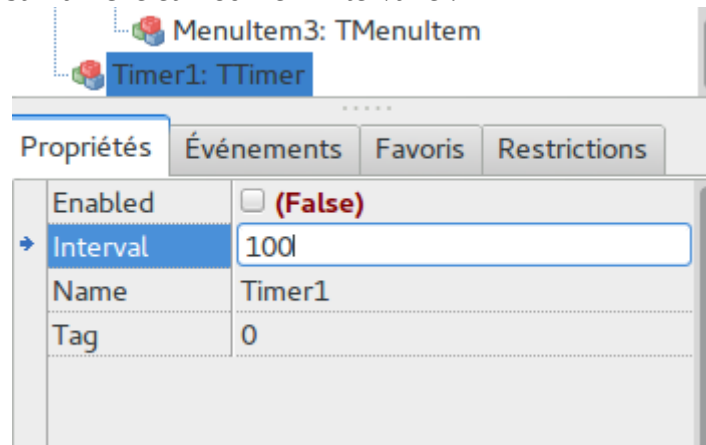 MenuItem3: TMenuItem
Timer1: TTimer
Propriétés Événements Favoris Restrictions
Enabled (False)
Interval 100
Name Timer1
Tag 0